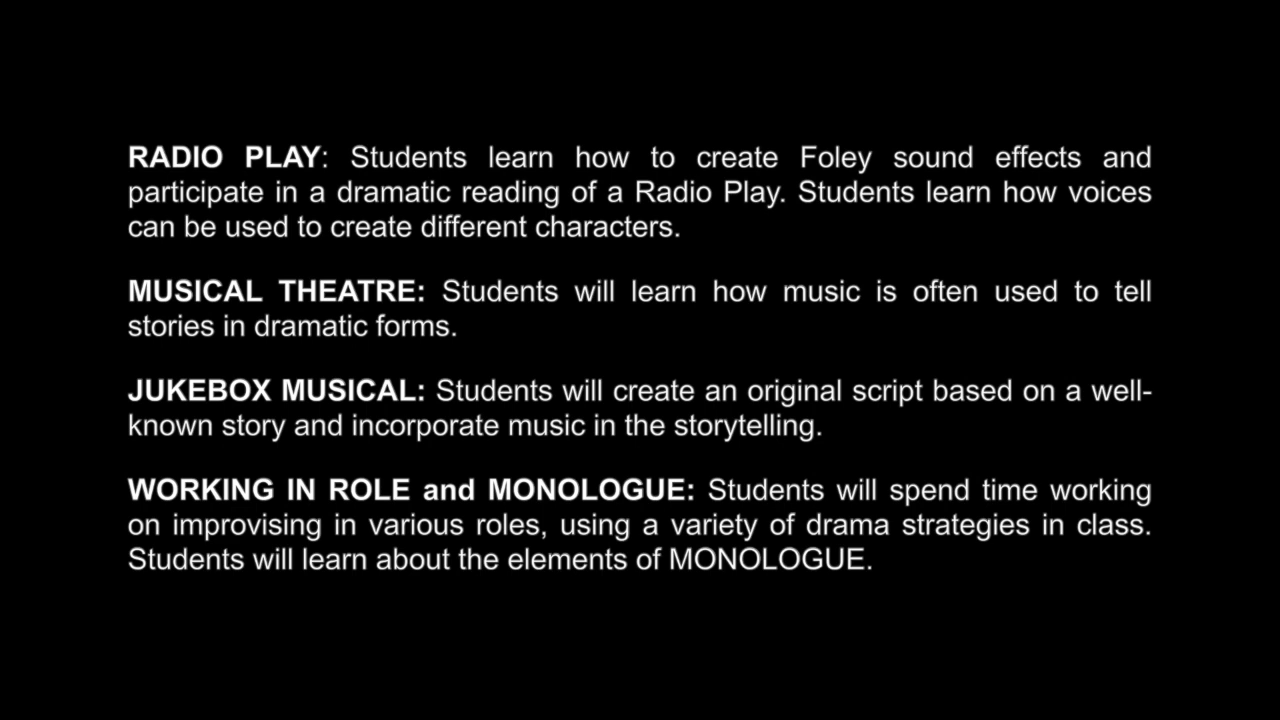 RADIO PLAY: Students learn how to create Foley sound effects and
participate in a dramatic reading of a Radio Play. Students learn how voices
can be used to create different characters.
MUSICAL THEATRE: Students will learn how music is often used to tell
stories in dramatic forms.
JUKEBOX MUSICAL: Students will create an original script based on a well-
known story and incorporate music in the storytelling.
WORKING IN ROLE and MONOLOGUE: Students will spend time working
on improvising in various roles, using a variety of drama strategies in class.
Students will learn about the elements of MONOLOGUE.